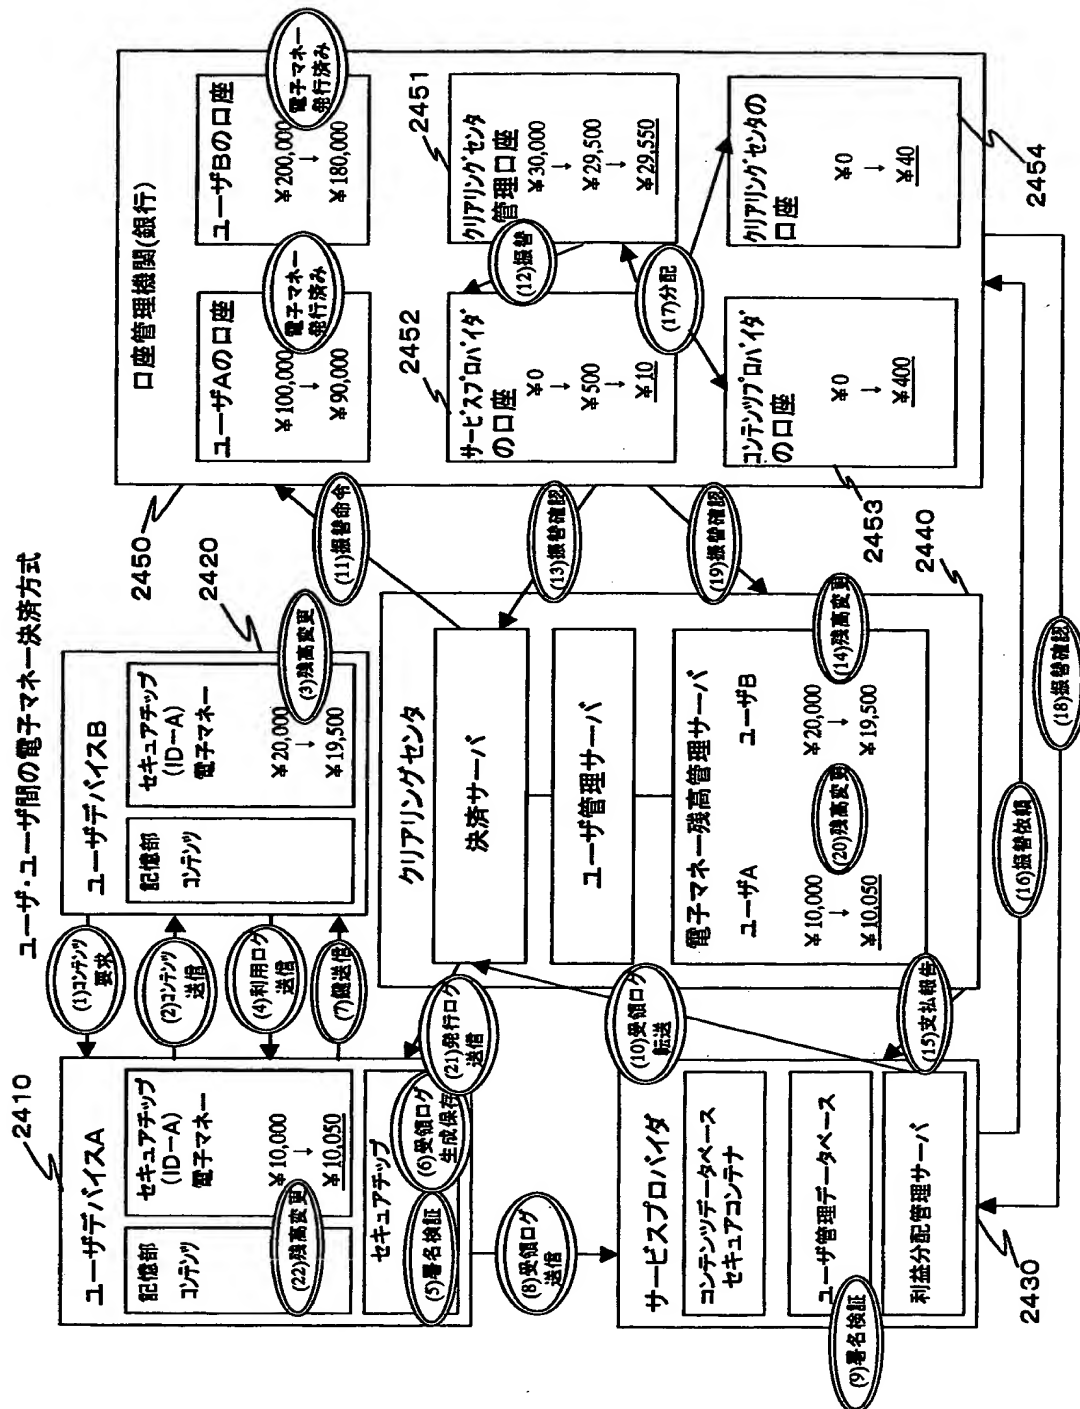 ユーザ・ユーザ間の電子マネー決済方式
2410
ユーザデバイスA
記憶部
コンテンツ
セキュアチップ
(ID—A)
電子マネー
¥10,000
↓
¥10,050
(22)残高変更
セキュアチップ
(5)署名検証
(6)受領ログ
生成保存
(1)コンテンツ
要求
(2)コンテンツ
送信
(4)利用ログ
送信
(7)鍵送信
2420
ユーザデバイスB
記憶部
コンテンツ
セキュアチップ
(ID—A)
電子マネー
¥20,000
↓
¥19,500
(3)残高変更
(8)受領ログ
送信
(21)発行ログ
送信
(10)受領ログ
転送
(15)支払報告
サービスプロバイダ
コンテンツデータベース
セキュアコンテナ
ユーザ管理データベース
(9)署名検証
利益分配管理サーバ
2430
クリアリングセンタ
決済サーバ
ユーザ管理サーバ
電子マネー残高管理サーバ
ユーザA
¥10,000
↓
¥10,050
(20)残高変更
ユーザB
¥20,000
↓
¥19,500
(14)残高変更
2440
(11)振替命令
(13)振替確認
(19)振替確認
(16)振替依頼
(18)振替確認
2450
口座管理機関(銀行)
ユーザAの口座
¥100,000
↓
¥90,000
電子マネー
発行済み
ユーザBの口座
¥200,000
↓
¥180,000
電子マネー
発行済み
2452
サービスプロバイダ
の口座
¥0
↓
¥500
↓
¥10
(12)振替
クリアリングセンタ
管理口座
¥30,000
↓
¥29,500
↓
¥29,550
2451
(17)分配
コンテンツプロバイダ
の口座
¥0
↓
¥400
2453
クリアリングセンタの
口座
¥0
↓
¥40
2454